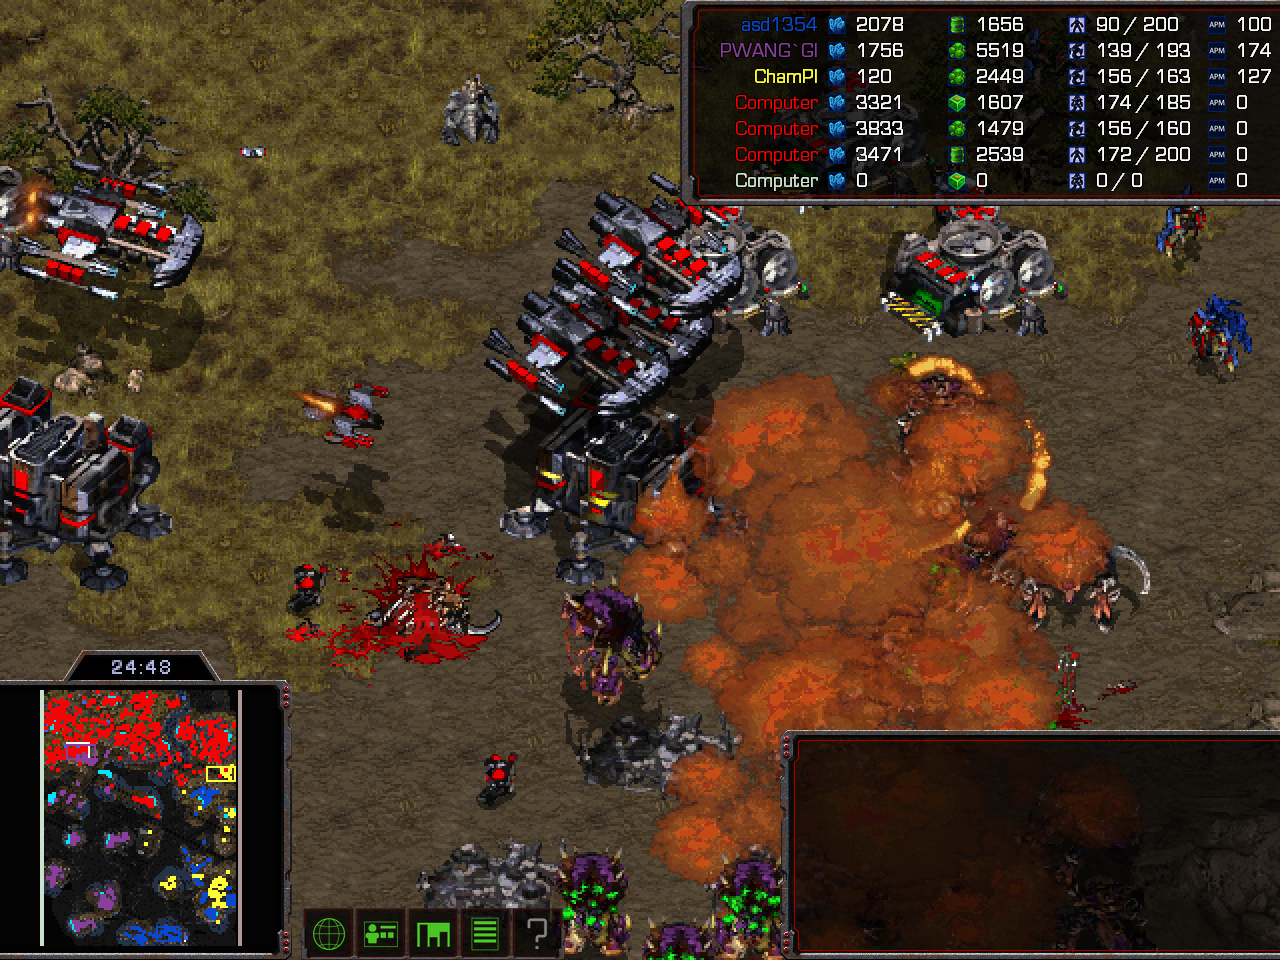 asd1354 2078 1656 90 / 200 APM 100
PWANG`GI 1756 5519 139 / 193 APM 174
ChamPI 120 2449 156 / 163 APM 127
Computer 3321 1607 174 / 185 APM 0
Computer 3833 1479 156 / 160 APM 0
Computer 3471 2539 172 / 200 APM 0
Computer 0 0 0 / 0 APM 0
24:48
?